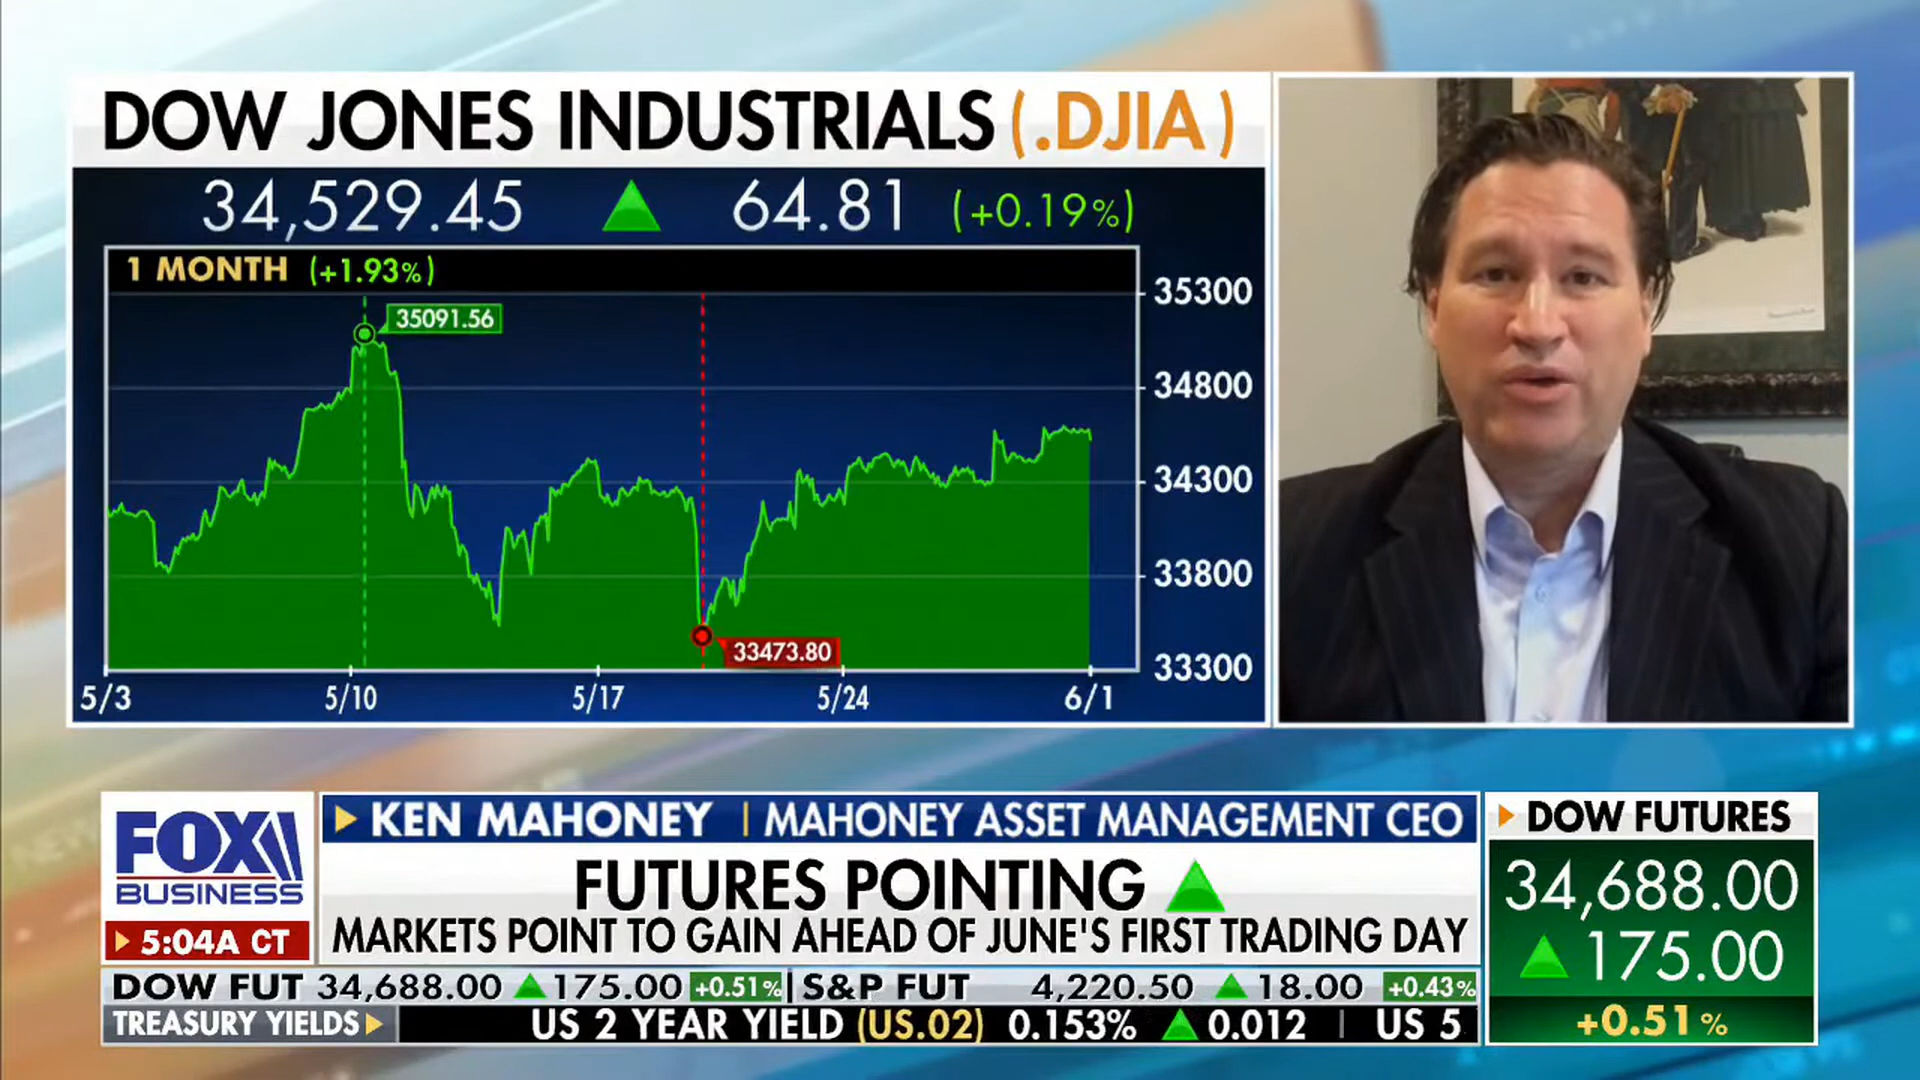 DOW JONES INDUSTRIALS (.DJIA)
34,529.45 ▲ 64.81 (+0.19%)
1 MONTH (+1.93%)
35091.56
33473.80
35300
34800
34300
33800
33300
5/3 5/10 5/17 5/24 6/1
FOX BUSINESS
5:04A CT
KEN MAHONEY | MAHONEY ASSET MANAGEMENT CEO
FUTURES POINTING ▲
MARKETS POINT TO GAIN AHEAD OF JUNE'S FIRST TRADING DAY
DOW FUT 34,688.00 ▲ 175.00 +0.51% | S&P FUT 4,220.50 ▲ 18.00 +0.43%
TREASURY YIELDS US 2 YEAR YIELD (US.02) 0.153% ▲ 0.012 | US 5
DOW FUTURES
34,688.00
▲ 175.00
+0.51%